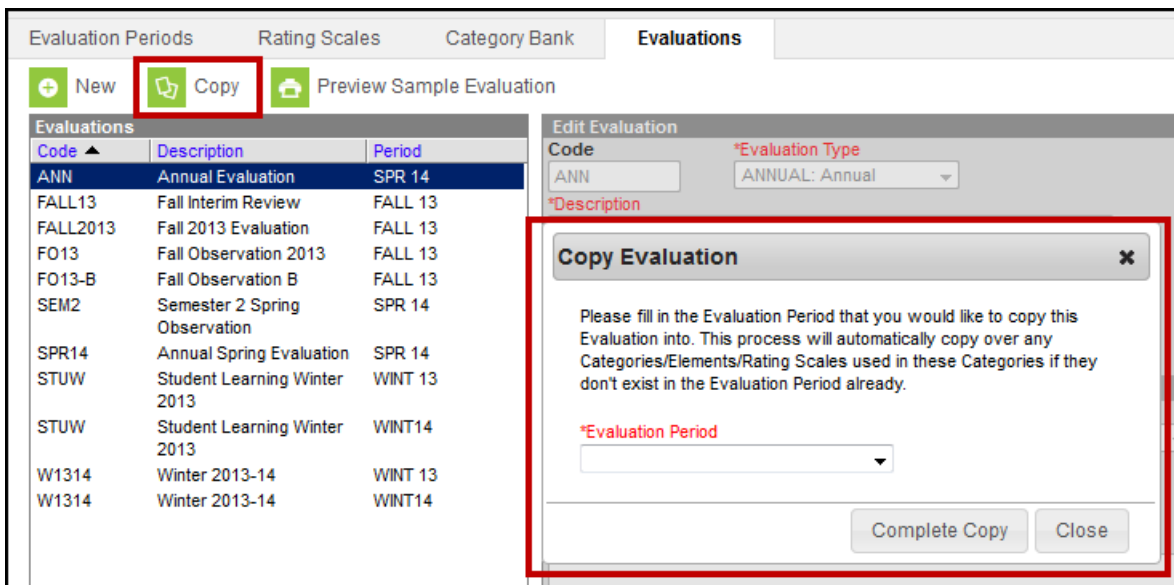 Evaluation Periods Rating Scales Category Bank Evaluations
New Copy Preview Sample Evaluation
Evaluations
Code ▲ Description Period
ANN Annual Evaluation SPR 14
FALL13 Fall Interim Review FALL 13
FALL2013 Fall 2013 Evaluation FALL 13
FO13 Fall Observation 2013 FALL 13
FO13-B Fall Observation B FALL 13
SEM2 Semester 2 Spring SPR 14
Observation
SPR14 Annual Spring Evaluation SPR 14
STUW Student Learning Winter WINT 13
2013
STUW Student Learning Winter WINT14
2013
W1314 Winter 2013-14 WINT 13
W1314 Winter 2013-14 WINT14
Edit Evaluation
Code *Evaluation Type
ANN ANNUAL: Annual
*Description
Copy Evaluation
Please fill in the Evaluation Period that you would like to copy this
Evaluation into. This process will automatically copy over any
Categories/Elements/Rating Scales used in these Categories if they
don't exist in the Evaluation Period already.
*Evaluation Period
Complete Copy Close